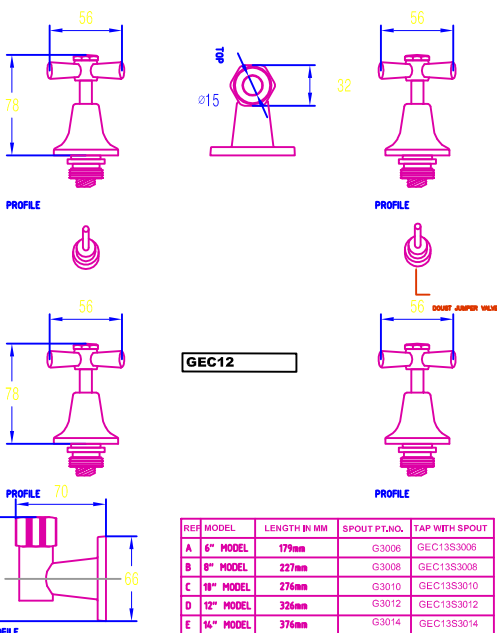 56
56
TOP
32
ø15
78
PROFILE
PROFILE
56
56
DOUST JUMPER VALVE
GEC12
78
PROFILE
70
PROFILE
66
REF MODEL LENGTH IN MM SPOUT PT.NO. TAP WITH SPOUT
A 6" MODEL 179mm G3006 GEC13S3006
B 8" MODEL 227mm G3008 GEC13S3008
C 10" MODEL 276mm G3010 GEC13S3010
D 12" MODEL 326mm G3012 GEC13S3012
E 14" MODEL 376mm G3014 GEC13S3014